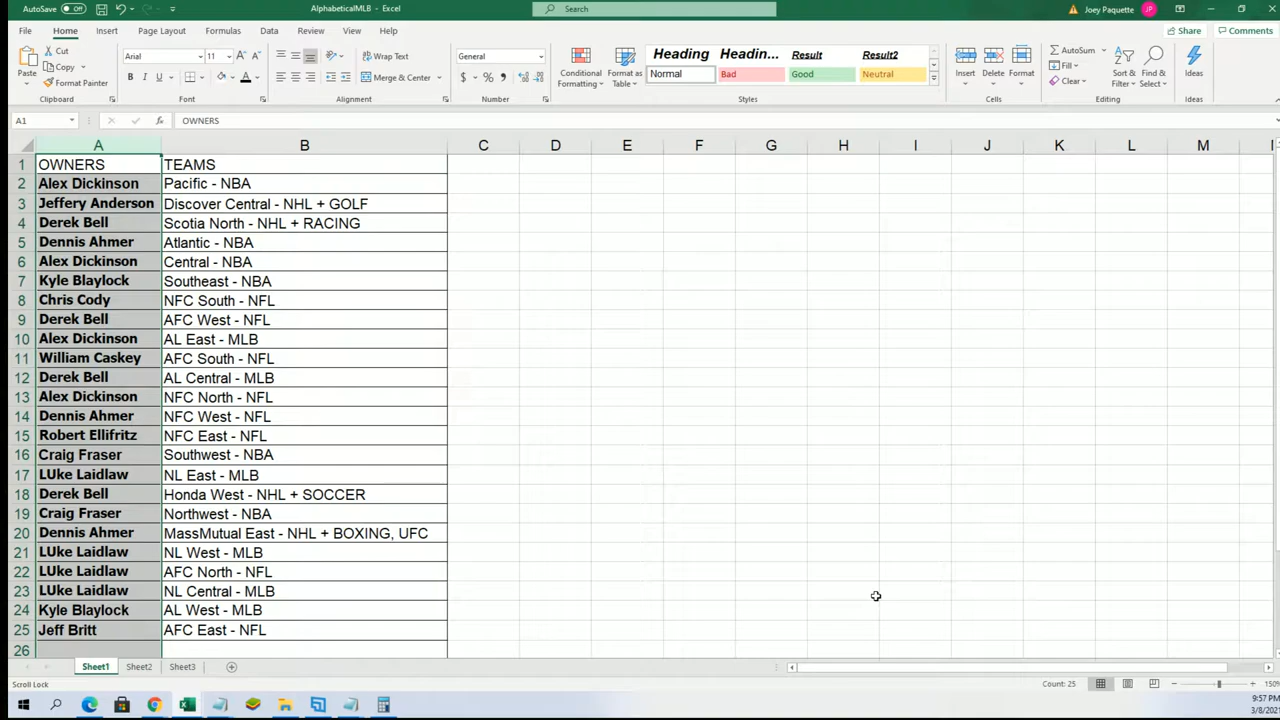 AutoSave Off AlphabeticalMLB - Excel Search Joey Paquette JP
File Home Insert Page Layout Formulas Data Review View Help Share Comments
Paste Cut Copy Format Painter Clipboard
Arial 11 A A B I U A Font
Wrap Text Merge & Center Alignment
General $ % , Number
Conditional Formatting Format as Table
Heading Headin... Result Result2
Normal Bad Good Neutral
Styles
Insert Delete Format Cells
AutoSum Fill Clear Sort & Filter Find & Select Editing
Ideas Ideas
A1 fx OWNERS
A B C D E F G H I J K L M
1 OWNERS TEAMS
2 Alex Dickinson Pacific - NBA
3 Jeffery Anderson Discover Central - NHL + GOLF
4 Derek Bell Scotia North - NHL + RACING
5 Dennis Ahmer Atlantic - NBA
6 Alex Dickinson Central - NBA
7 Kyle Blaylock Southeast - NBA
8 Chris Cody NFC South - NFL
9 Derek Bell AFC West - NFL
10 Alex Dickinson AL East - MLB
11 William Caskey AFC South - NFL
12 Derek Bell AL Central - MLB
13 Alex Dickinson NFC North - NFL
14 Dennis Ahmer NFC West - NFL
15 Robert Ellifritz NFC East - NFL
16 Craig Fraser Southwest - NBA
17 LUke Laidlaw NL East - MLB
18 Derek Bell Honda West - NHL + SOCCER
19 Craig Fraser Northwest - NBA
20 Dennis Ahmer MassMutual East - NHL + BOXING, UFC
21 LUke Laidlaw NL West - MLB
22 LUke Laidlaw AFC North - NFL
23 LUke Laidlaw NL Central - MLB
24 Kyle Blaylock AL West - MLB
25 Jeff Britt AFC East - NFL
26
Sheet1 Sheet2 Sheet3
Scroll Lock Count: 25 150%
9:57 PM
3/8/202